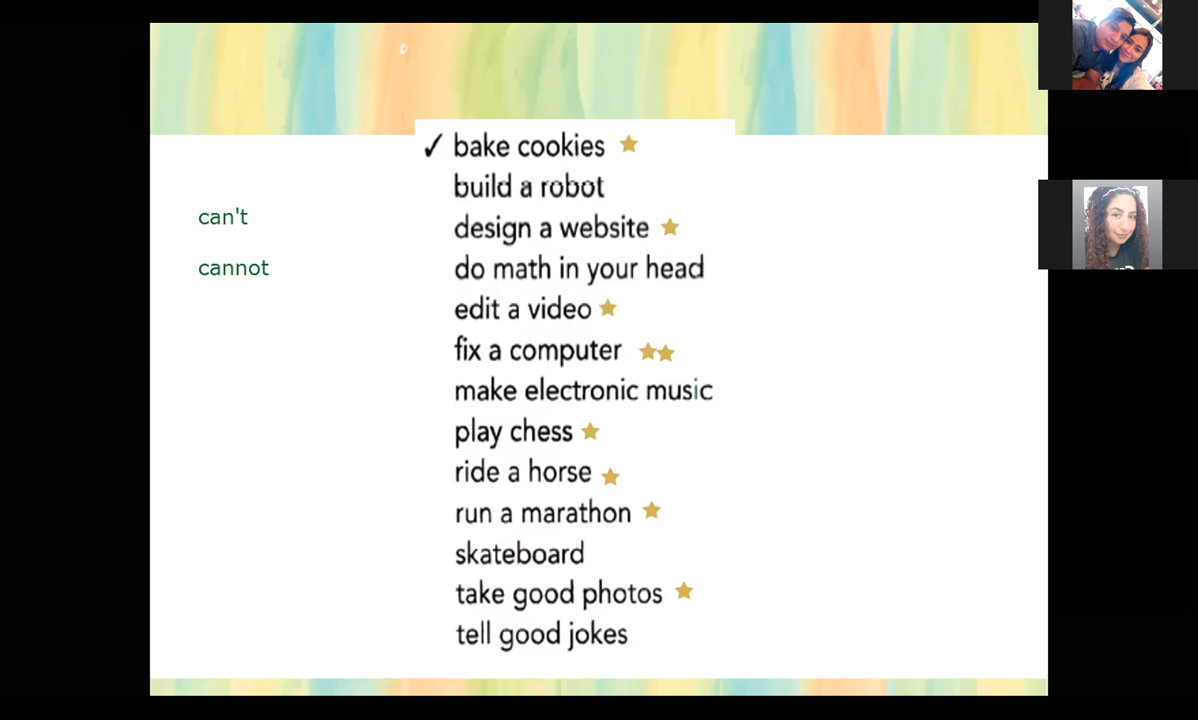 ✓ bake cookies
build a robot
design a website
do math in your head
edit a video
fix a computer
make electronic music
play chess
ride a horse
run a marathon
skateboard
take good photos
tell good jokes
can't
cannot